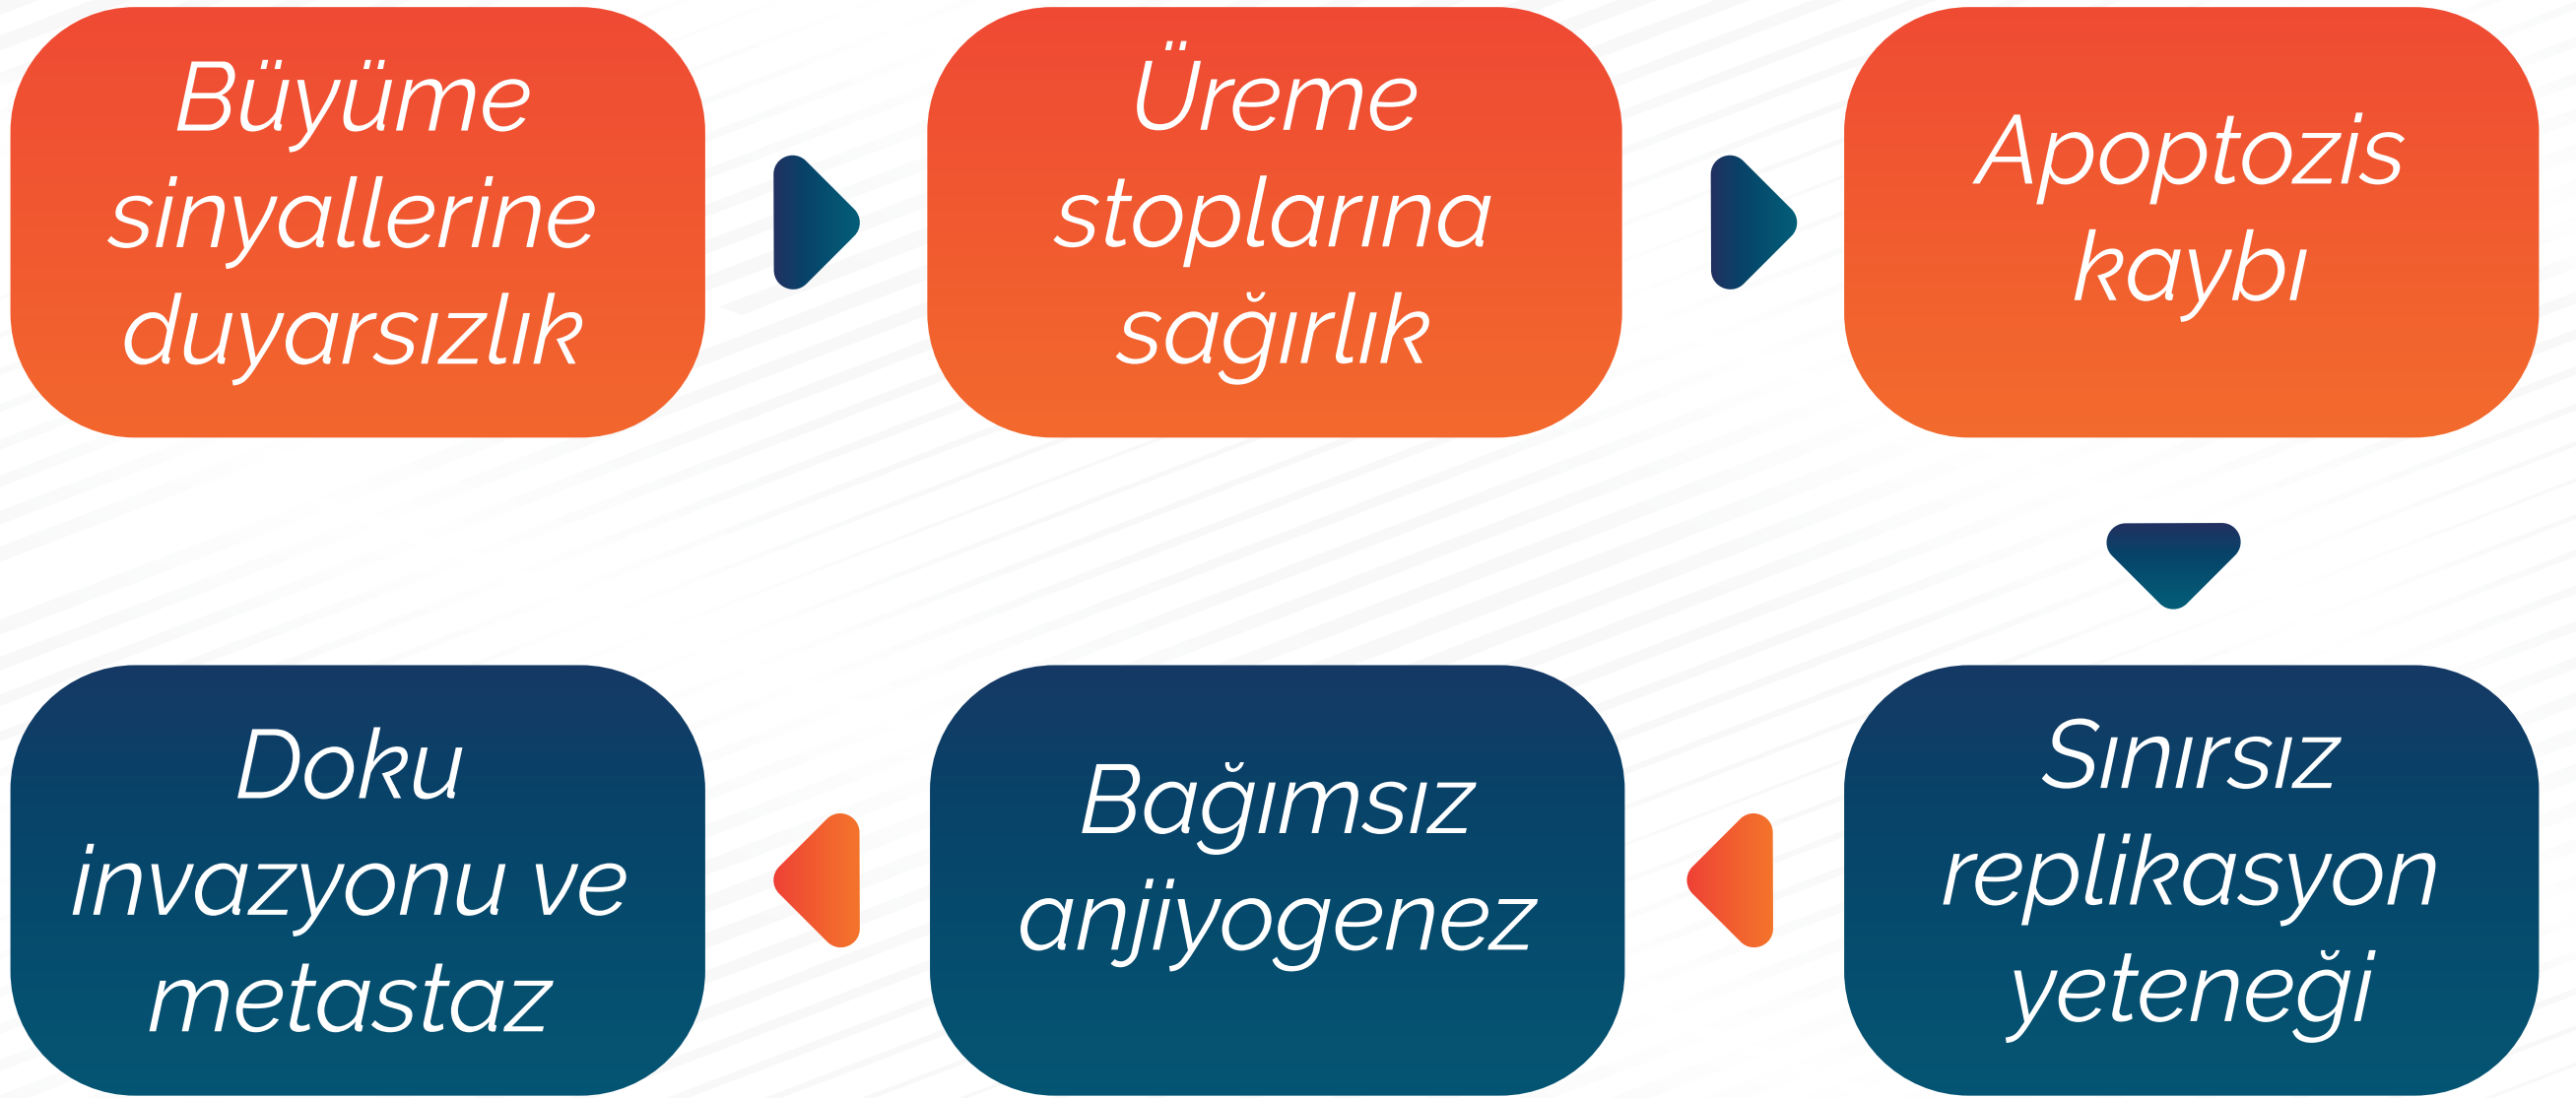 Büyüme
sinyallerine
duyarsızlık
Üreme
stoplarına
sağırlık
Apoptozis
kaybı
Sınırsız
replikasyon
yeteneği
Bağımsız
anjiyogenez
Doku
invazyonu ve
metastaz